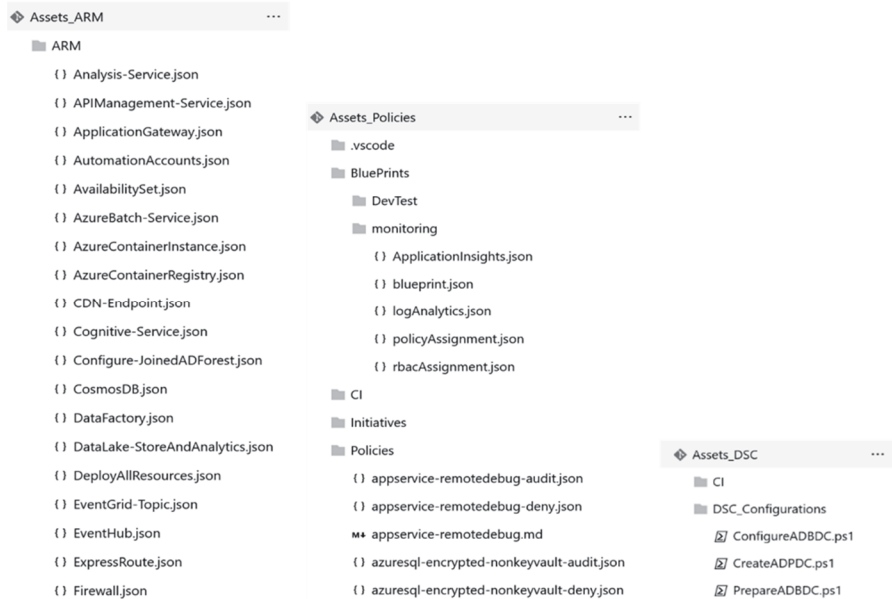 Assets_ARM ...
ARM
{} Analysis-Service.json
{} APIManagement-Service.json
{} ApplicationGateway.json
{} AutomationAccounts.json
{} AvailabilitySet.json
{} AzureBatch-Service.json
{} AzureContainerInstance.json
{} AzureContainerRegistry.json
{} CDN-Endpoint.json
{} Cognitive-Service.json
{} Configure-JoinedADForest.json
{} CosmosDB.json
{} DataFactory.json
{} DataLake-StoreAndAnalytics.json
{} DeployAllResources.json
{} EventGrid-Topic.json
{} EventHub.json
{} ExpressRoute.json
{} Firewall.json
Assets_Policies ...
.vscode
BluePrints
DevTest
monitoring
{} ApplicationInsights.json
{} blueprint.json
{} logAnalytics.json
{} policyAssignment.json
{} rbacAssignment.json
CI
Initiatives
Policies
{} appservice-remotedebug-audit.json
{} appservice-remotedebug-deny.json
M↓ appservice-remotedebug.md
{} azuresql-encrypted-nonkeyvault-audit.json
{} azuresql-encrypted-nonkeyvault-deny.json
Assets_DSC ...
CI
DSC_Configurations
ConfigureADBDC.ps1
CreateADPDC.ps1
PrepareADBDC.ps1